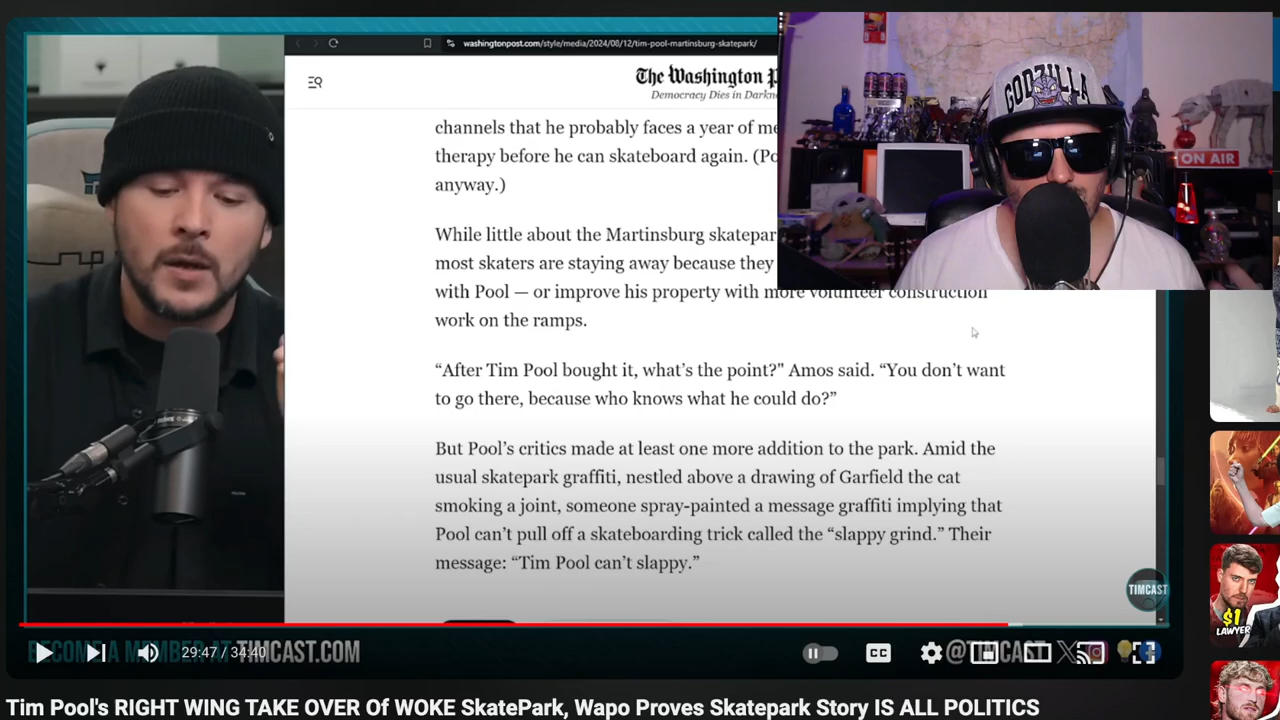 washingtonpost.com/style/media/2024/08/12/tim-pool-martinsburg-skatepark/
The Washington
Democracy Dies in
GODZILLA
ON AIR
channels that he probably faces a year of
therapy before he can skateboard again.
anyway.)
While little about the Martinsburg
most skaters are staying away because they
with Pool — or improve his property with more volunteer construction
work on the ramps.
“After Tim Pool bought it, what’s the point?" Amos said. “You don’t want
to go there, because who knows what he could do?”
But Pool’s critics made at least one more addition to the park. Amid the
usual skatepark graffiti, nestled above a drawing of Garfield the cat
smoking a joint, someone spray-painted a message graffiti implying that
Pool can’t pull off a skateboarding trick called the “slappy grind.” Their
message: “Tim Pool can’t slappy.”
TIMCAST
$1
LAWYER
BECOME A MEMBER AT TIMCAST.COM
29:47 / 34:40
CC
@TIMCAST
Tim Pool's RIGHT WING TAKE OVER Of WOKE SkatePark, Wapo Proves Skatepark Story IS ALL POLITICS